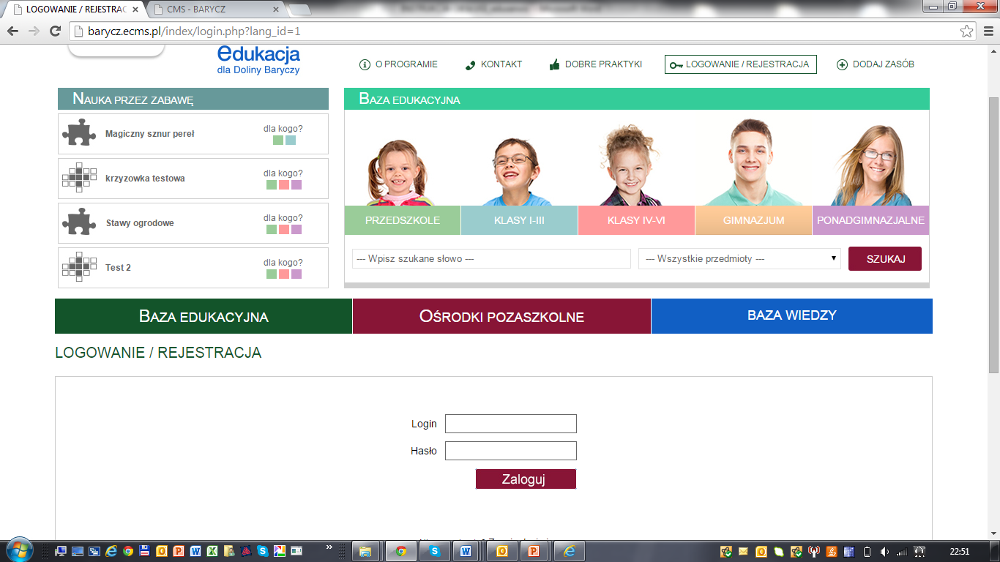 LOGOWANIE / REJESTRAC
CMS - BARYCZ
barycz.ecms.pl/index/login.php?lang_id=1
edukacja
dla Doliny Baryczy
O PROGRAMIE
KONTAKT
DOBRE PRAKTYKI
LOGOWANIE / REJESTRACJA
DODAJ ZASÓB
NAUKA PRZEZ ZABAWĘ
Magiczny sznur pereł
dla kogo?
krzyzowka testowa
dla kogo?
Stawy ogrodowe
dla kogo?
Test 2
dla kogo?
BAZA EDUKACYJNA
PRZEDSZKOLE
KLASY I-III
KLASY IV-VI
GIMNAZJUM
PONADGIMNAZJALNE
--- Wpisz szukane słowo ---
--- Wszystkie przedmioty ---
SZUKAJ
BAZA EDUKACYJNA
OŚRODKI POZASZKOLNE
BAZA WIEDZY
LOGOWANIE / REJESTRACJA
Login
Hasło
Zaloguj
22:51